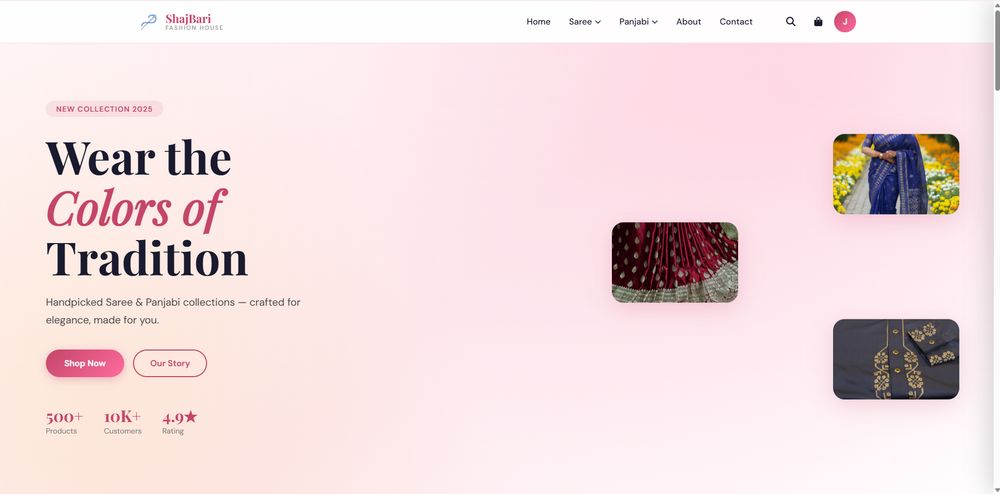 ShajBari
FASHION HOUSE
Home
Saree
Panjabi
About
Contact
J
NEW COLLECTION 2025
Wear the
Colors of
Tradition
Handpicked Saree & Panjabi collections — crafted for
elegance, made for you.
Shop Now
Our Story
500+
Products
10K+
Customers
4.9★
Rating